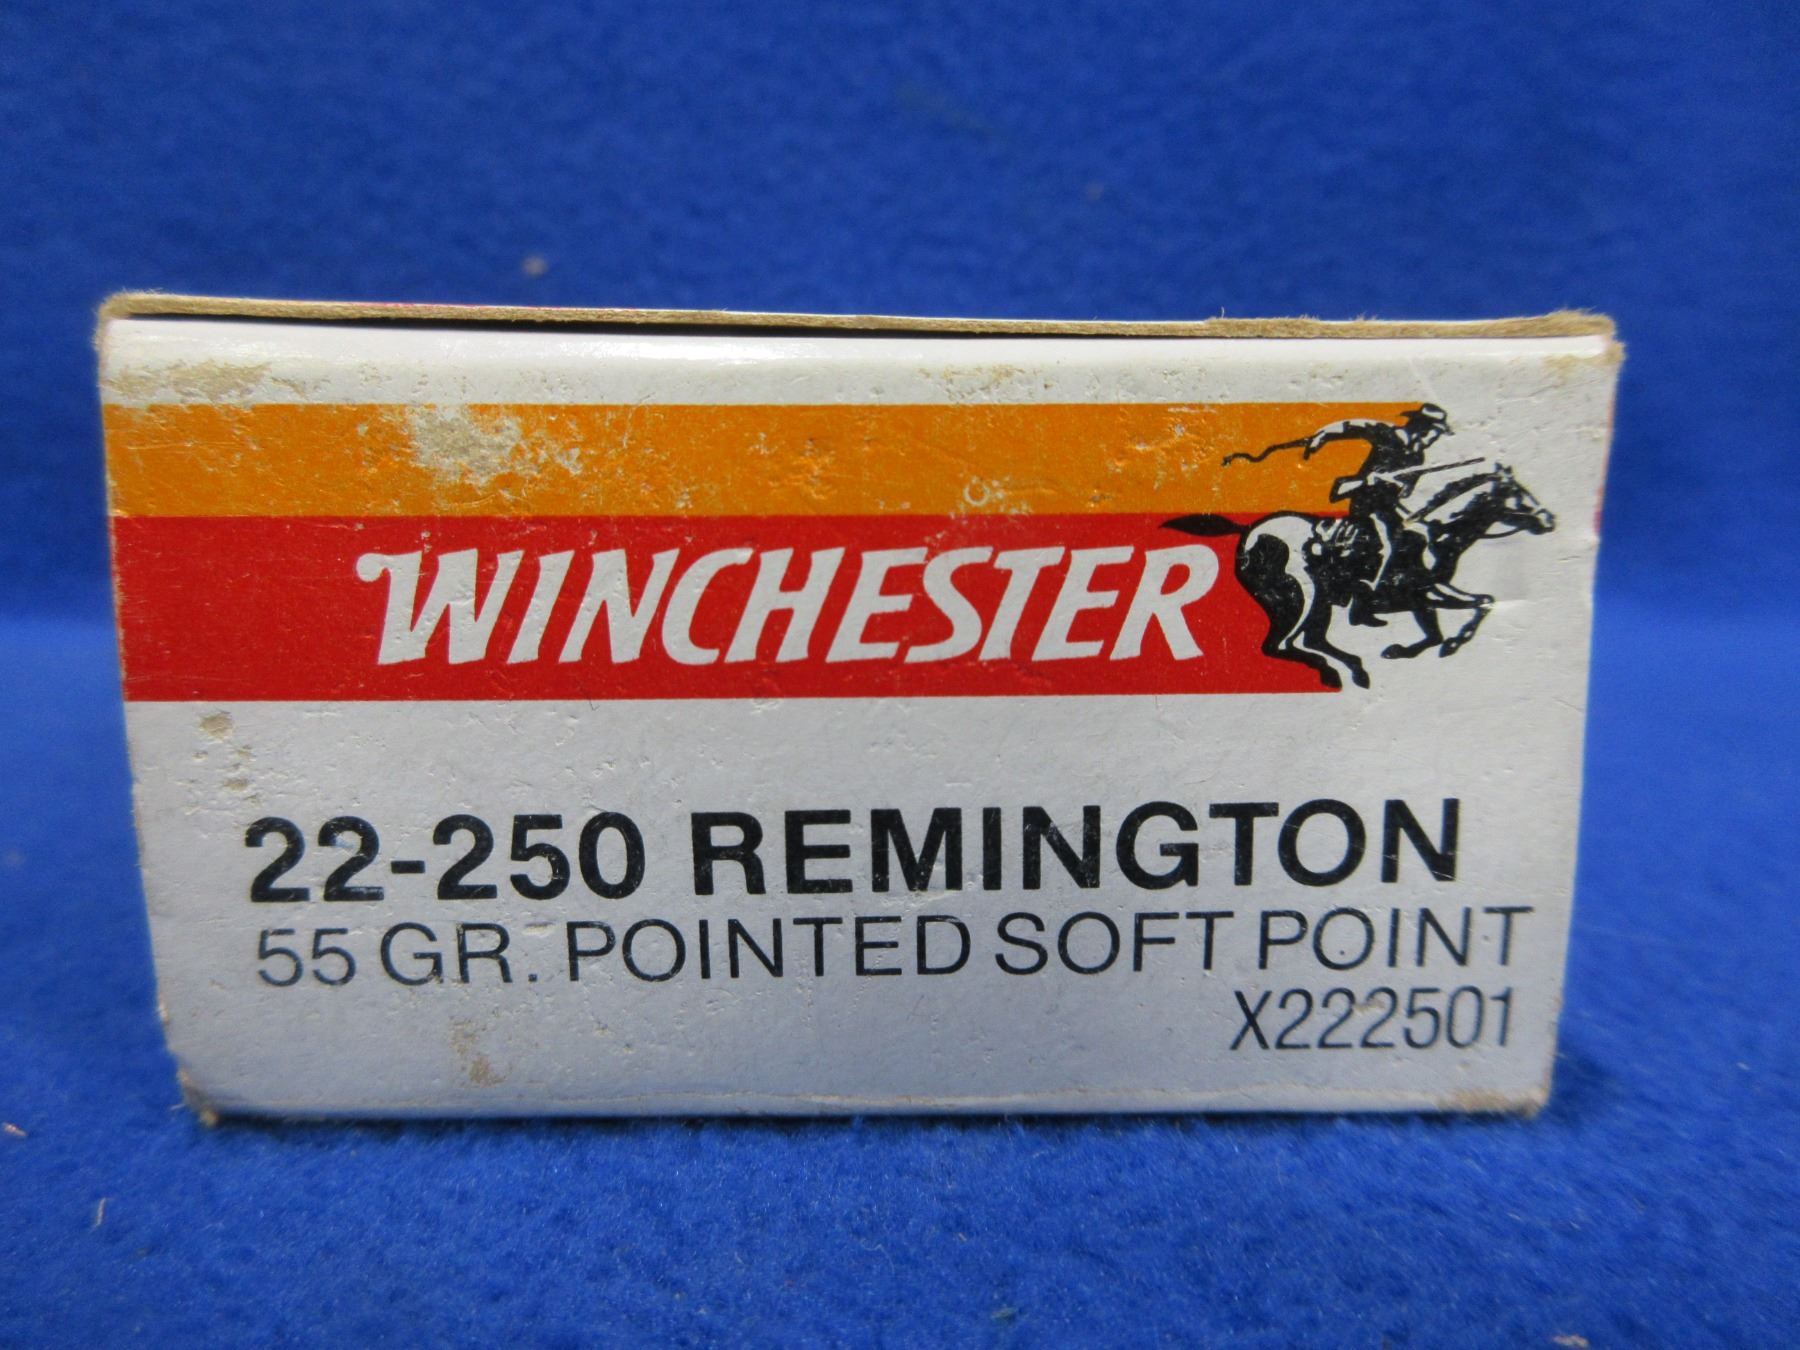 WINCHESTER
22-250 REMINGTON
55 GR. POINTED SOFT POINT
X222501